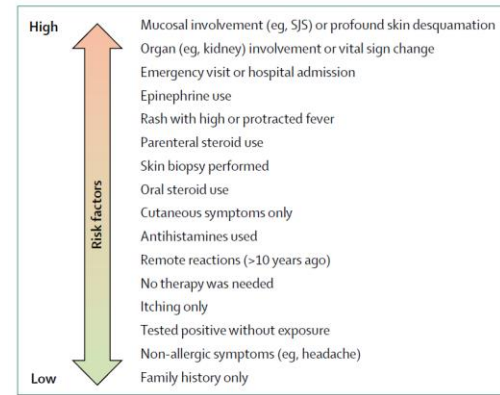 High
Mucosal involvement (eg, SJS) or profound skin desquamation
Organ (eg, kidney) involvement or vital sign change
Emergency visit or hospital admission
Epinephrine use
Rash with high or protracted fever
Parenteral steroid use
Skin biopsy performed
Oral steroid use
Cutaneous symptoms only
Antihistamines used
Remote reactions (>10 years ago)
No therapy was needed
Itching only
Tested positive without exposure
Non-allergic symptoms (eg, headache)
Low
Family history only
Risk factors